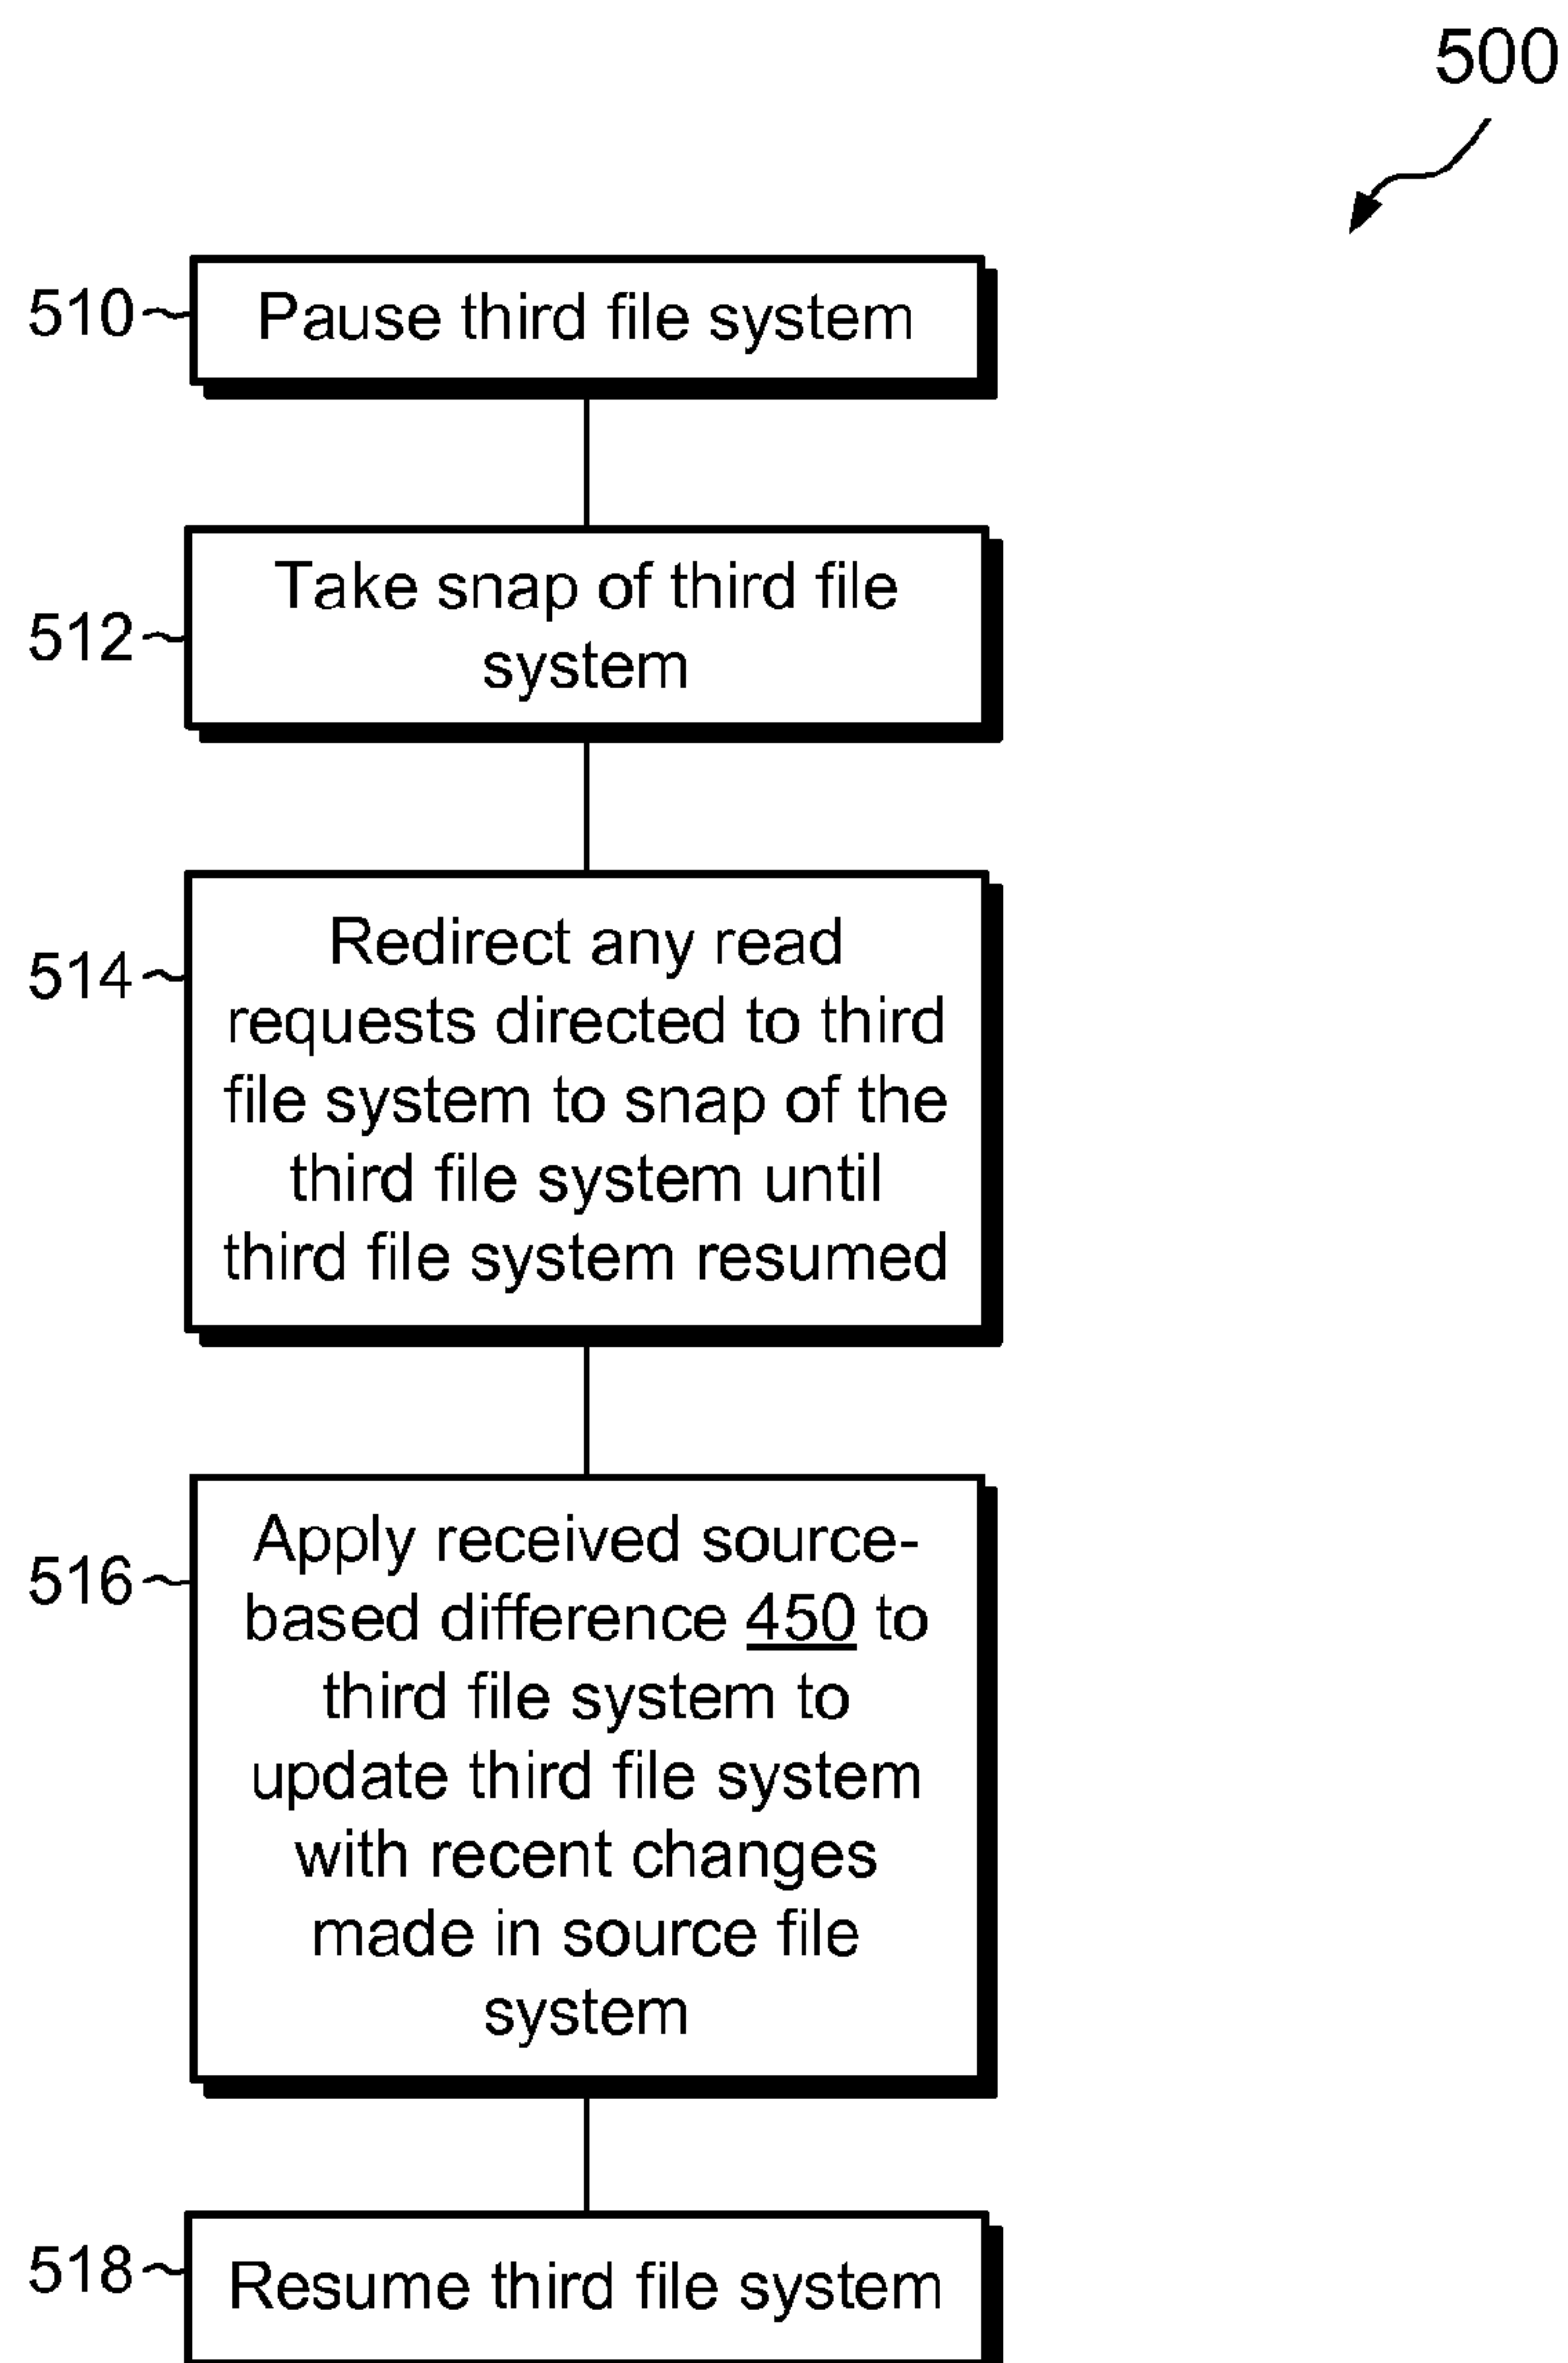 500
510
Pause third file system
512
Take snap of third file
system
514
Redirect any read
requests directed to third
file system to snap of the
third file system until
third file system resumed
516
Apply received source-
based difference 450 to
third file system to
update third file system
with recent changes
made in source file
system
518
Resume third file system